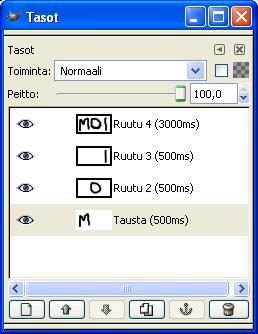 Tasot
Tasot
Toiminta: Normaali
Peitto: 100,0
MOI Ruutu 4 (3000ms)
I Ruutu 3 (500ms)
O Ruutu 2 (500ms)
M Tausta (500ms)